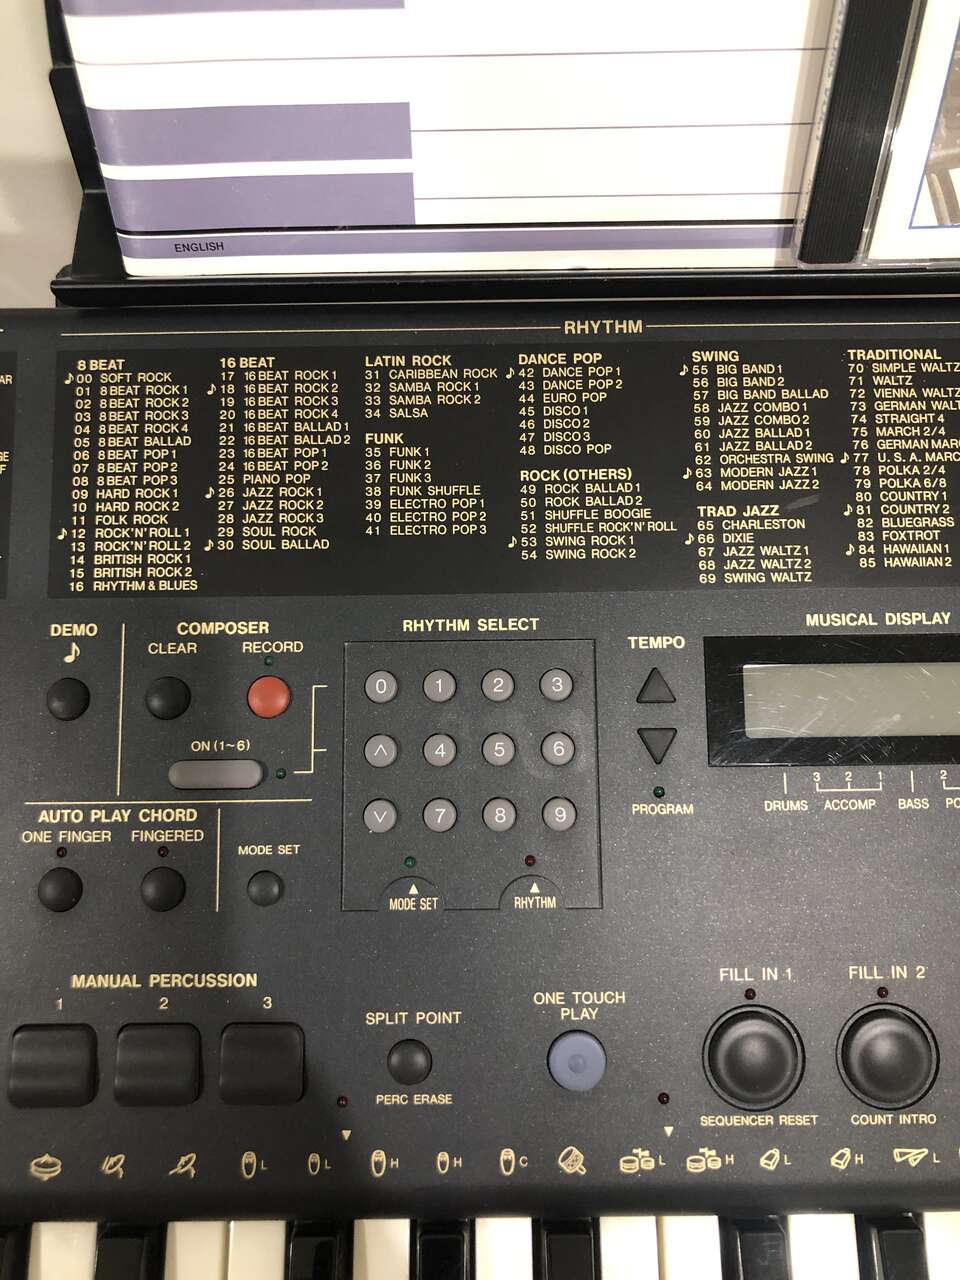 ENGLISH
RHYTHM
8 BEAT
00 SOFT ROCK
01 8 BEAT ROCK 1
02 8 BEAT ROCK 2
03 8 BEAT ROCK 3
04 8 BEAT ROCK 4
05 8 BEAT BALLAD
06 8 BEAT POP 1
07 8 BEAT POP 2
08 8 BEAT POP 3
09 HARD ROCK 1
10 HARD ROCK 2
11 FOLK ROCK
12 ROCK'N'ROLL 1
13 ROCK'N'ROLL 2
14 BRITISH ROCK 1
15 BRITISH ROCK 2
16 RHYTHM & BLUES
16 BEAT
17 16 BEAT ROCK 1
18 16 BEAT ROCK 2
19 16 BEAT ROCK 3
20 16 BEAT ROCK 4
21 16 BEAT BALLAD 1
22 16 BEAT BALLAD 2
23 16 BEAT POP 1
24 16 BEAT POP 2
25 PIANO POP
26 JAZZ ROCK 1
27 JAZZ ROCK 2
28 JAZZ ROCK 3
29 SOUL ROCK
30 SOUL BALLAD
LATIN ROCK
31 CARIBBEAN ROCK
32 SAMBA ROCK 1
33 SAMBA ROCK 2
34 SALSA
FUNK
35 FUNK 1
36 FUNK 2
37 FUNK 3
38 FUNK SHUFFLE
39 ELECTRO POP 1
40 ELECTRO POP 2
41 ELECTRO POP 3
DANCE POP
42 DANCE POP 1
43 DANCE POP 2
44 EURO POP
45 DISCO 1
46 DISCO 2
47 DISCO 3
48 DISCO POP
ROCK (OTHERS)
49 ROCK BALLAD 1
50 ROCK BALLAD 2
51 SHUFFLE BOOGIE
52 SHUFFLE ROCK'N'ROLL
53 SWING ROCK 1
54 SWING ROCK 2
SWING
55 BIG BAND 1
56 BIG BAND 2
57 BIG BAND BALLAD
58 JAZZ COMBO 1
59 JAZZ COMBO 2
60 JAZZ BALLAD 1
61 JAZZ BALLAD 2
62 ORCHESTRA SWING
63 MODERN JAZZ 1
64 MODERN JAZZ 2
TRAD JAZZ
65 CHARLESTON
66 DIXIE
67 JAZZ WALTZ 1
68 JAZZ WALTZ 2
69 SWING WALTZ
TRADITIONAL
70 SIMPLE WALTZ
71 WALTZ
72 VIENNA WALTZ
73 GERMAN WALT
74 STRAIGHT 4
75 MARCH 2/4
76 GERMAN MARC
77 U. S. A. MARC
78 POLKA 2/4
79 POLKA 6/8
80 COUNTRY 1
81 COUNTRY 2
82 BLUEGRASS
83 FOXTROT
84 HAWAIIAN 1
85 HAWAIIAN 2
DEMO
COMPOSER
CLEAR RECORD
ON (1~6)
RHYTHM SELECT
0 1 2 3
4 5 6
7 8 9
MODE SET RHYTHM
TEMPO
PROGRAM
MUSICAL DISPLAY
3 2 1 2
DRUMS ACCOMP BASS
AUTO PLAY CHORD
ONE FINGER FINGERED
MODE SET
MANUAL PERCUSSION
1 2 3
SPLIT POINT
PERC ERASE
ONE TOUCH
PLAY
FILL IN 1
SEQUENCER RESET
FILL IN 2
COUNT INTRO
L L H H C L H L H L